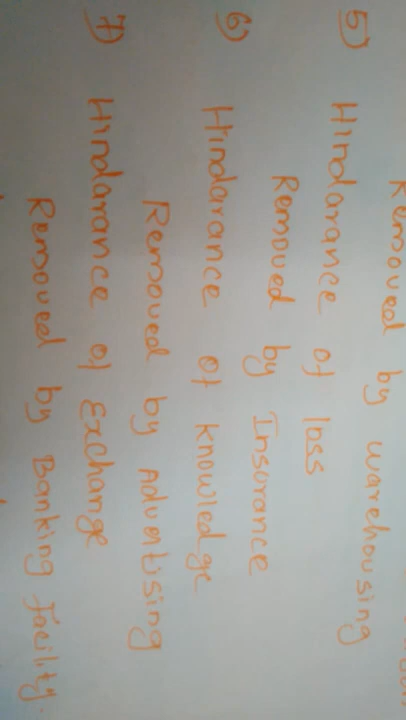 Removed by warehousing
5) Hindarance of loss
Removed by Insurance
6) Hindarance of knowledge
Removed by Advertising
7) Hindarance of Exchange
Removed by Banking facility.